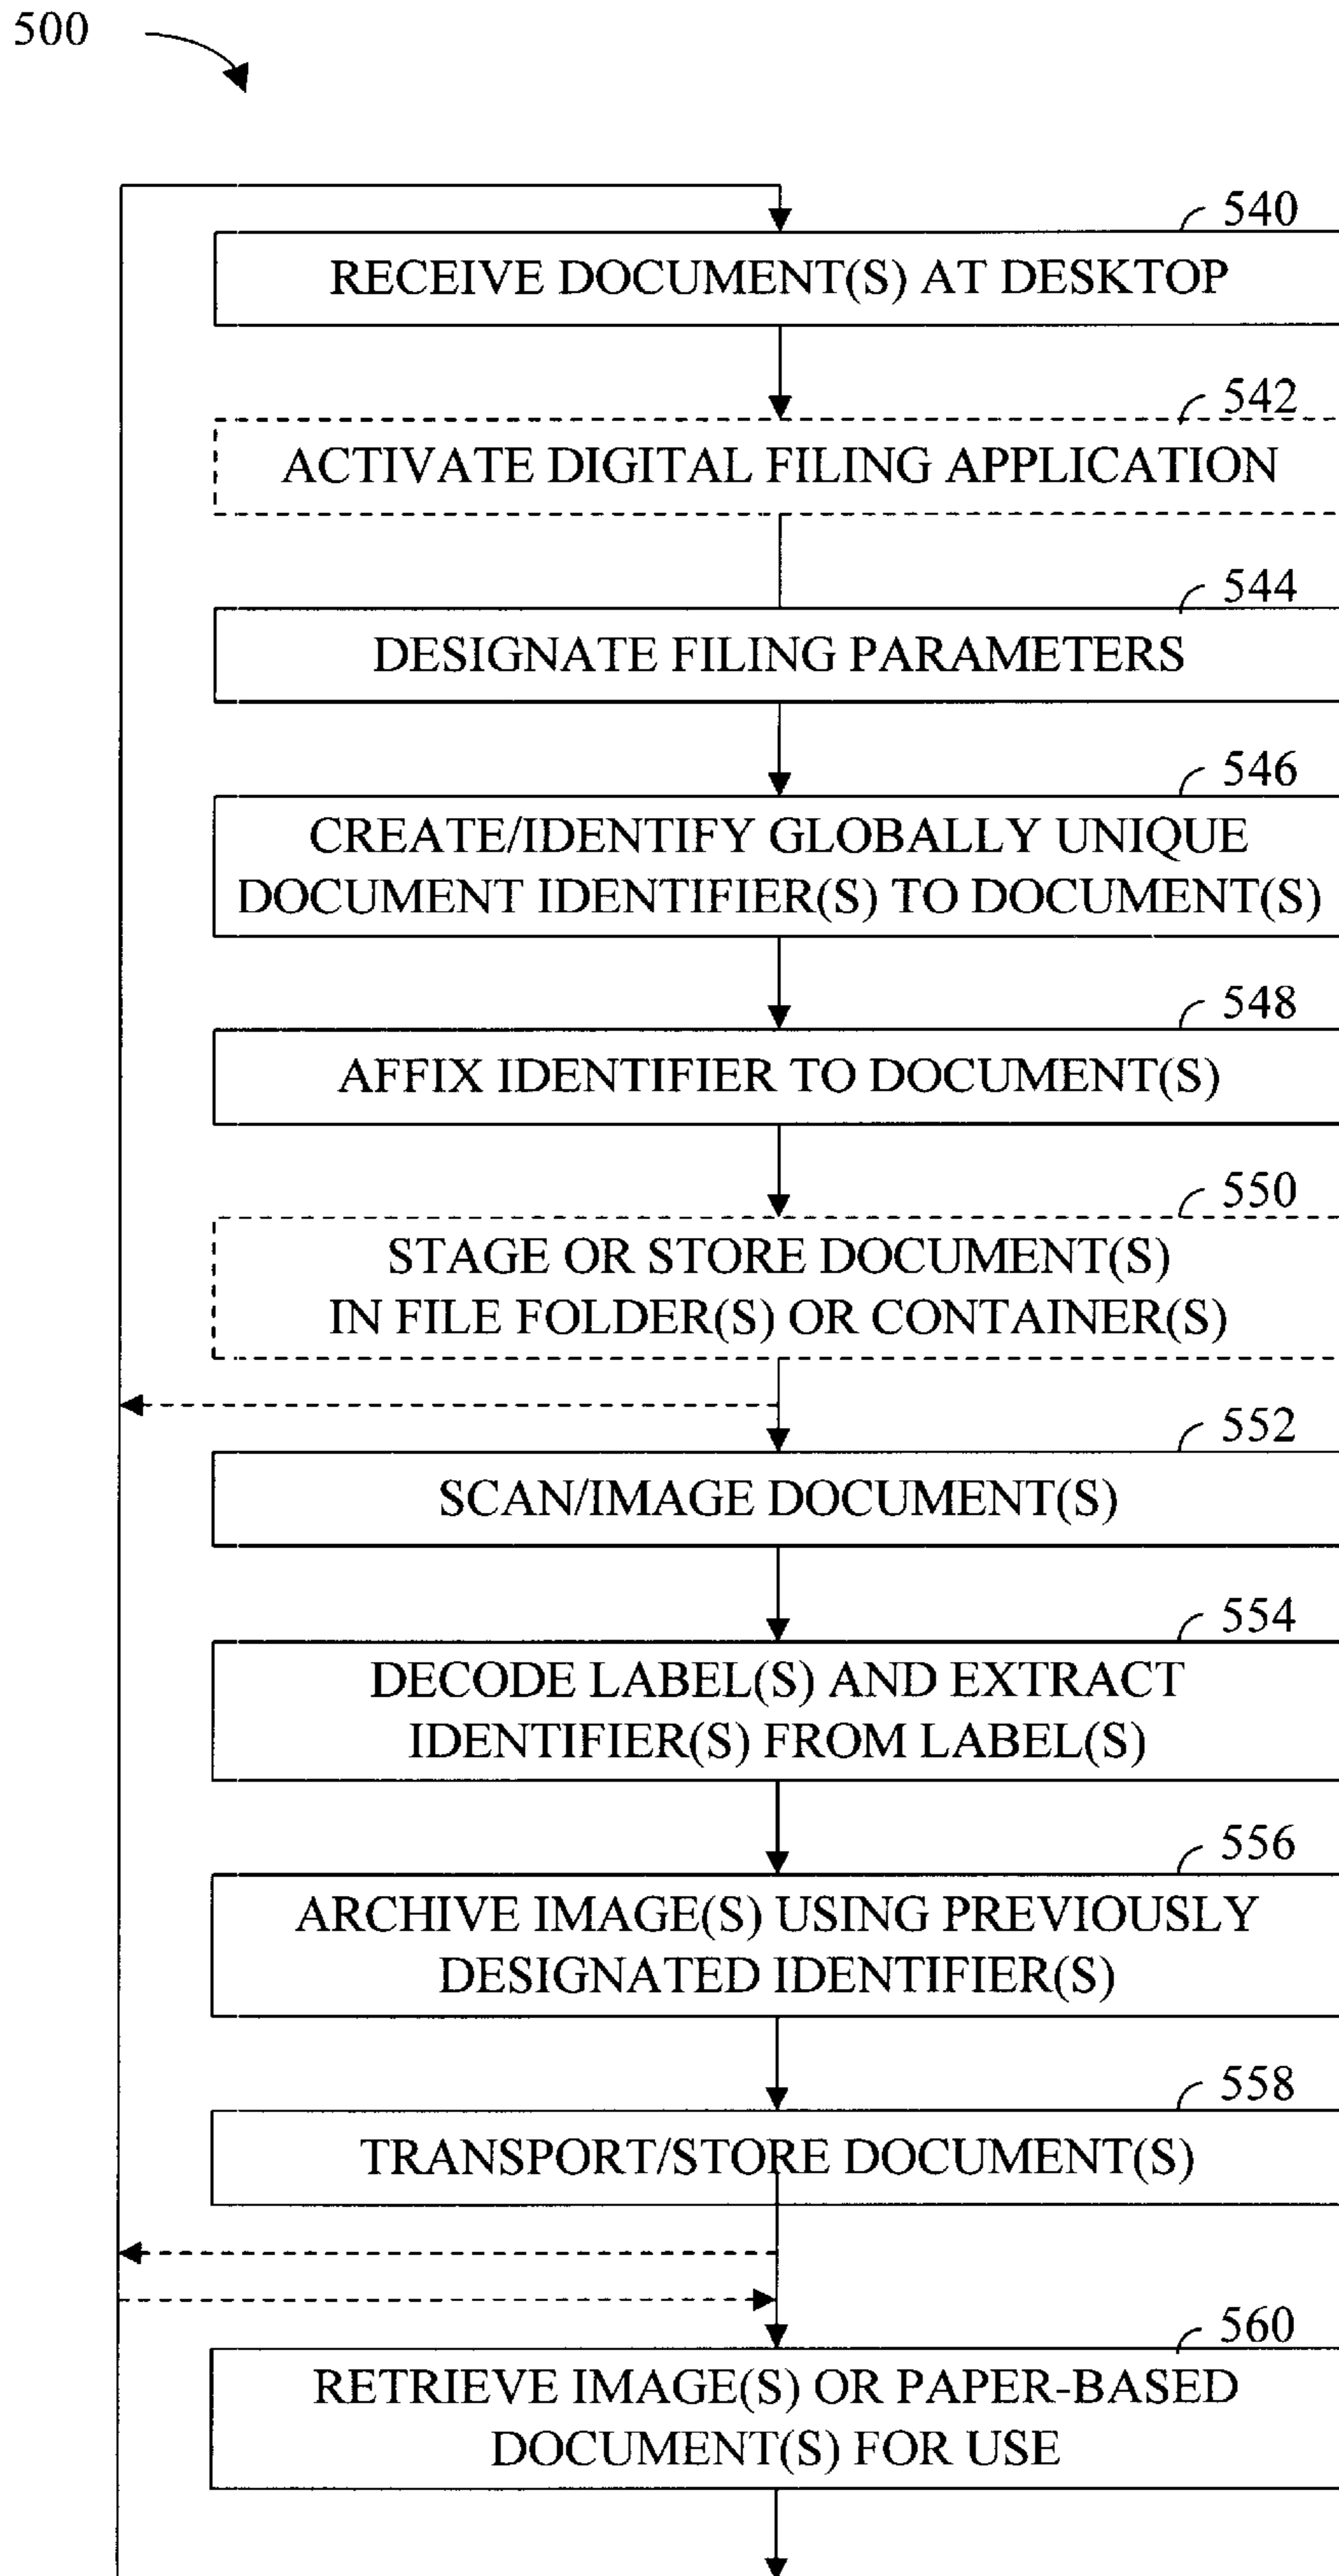 500
540
RECEIVE DOCUMENT(S) AT DESKTOP
542
ACTIVATE DIGITAL FILING APPLICATION
544
DESIGNATE FILING PARAMETERS
546
CREATE/IDENTIFY GLOBALLY UNIQUE
DOCUMENT IDENTIFIER(S) TO DOCUMENT(S)
548
AFFIX IDENTIFIER TO DOCUMENT(S)
550
STAGE OR STORE DOCUMENT(S)
IN FILE FOLDER(S) OR CONTAINER(S)
552
SCAN/IMAGE DOCUMENT(S)
554
DECODE LABEL(S) AND EXTRACT
IDENTIFIER(S) FROM LABEL(S)
556
ARCHIVE IMAGE(S) USING PREVIOUSLY
DESIGNATED IDENTIFIER(S)
558
TRANSPORT/STORE DOCUMENT(S)
560
RETRIEVE IMAGE(S) OR PAPER-BASED
DOCUMENT(S) FOR USE